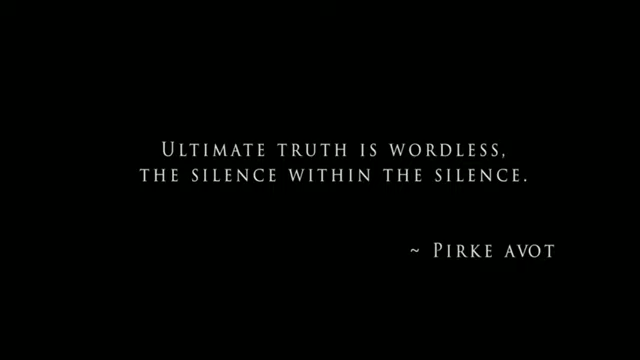 Ultimate truth is wordless,
the silence within the silence.
~ Pirke avot